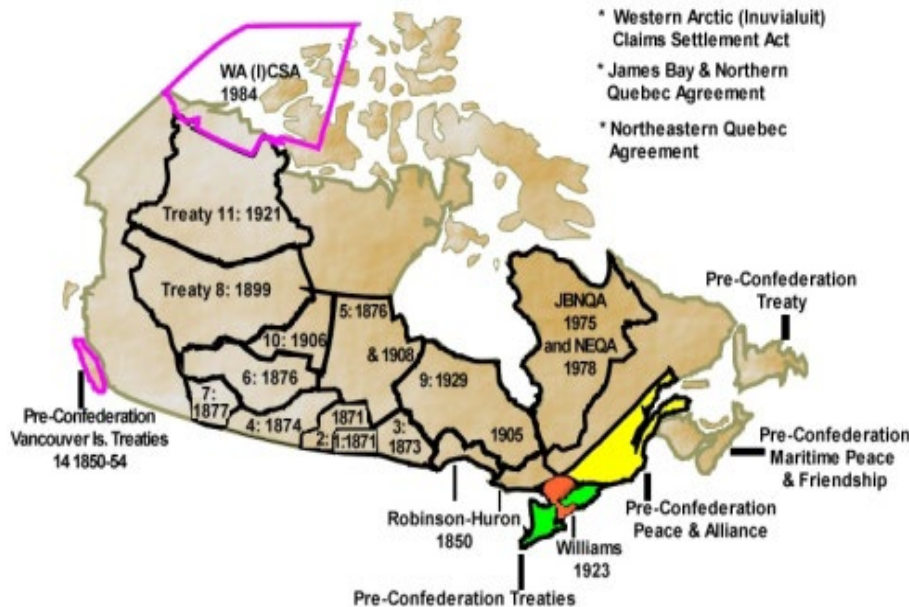 * Western Arctic (Inuvialuit)
Claims Settlement Act
* James Bay & Northern
Quebec Agreement
* Northeastern Quebec
Agreement
WA (I)CSA
1984
Treaty 11: 1921
Treaty 8: 1899
5: 1876
& 1908
10: 1906
6: 1876
7:
1877
4: 1874
1871
2:
1:1871
3:
1873
9: 1929
1905
JBNQA
1975
and NEQA
1978
Pre-Confederation
Treaty
Pre-Confederation
Vancouver Is. Treaties
14 1850-54
Pre-Confederation
Maritime Peace
& Friendship
Pre-Confederation
Peace & Alliance
Robinson-Huron
1850
Williams
1923
Pre-Confederation Treaties